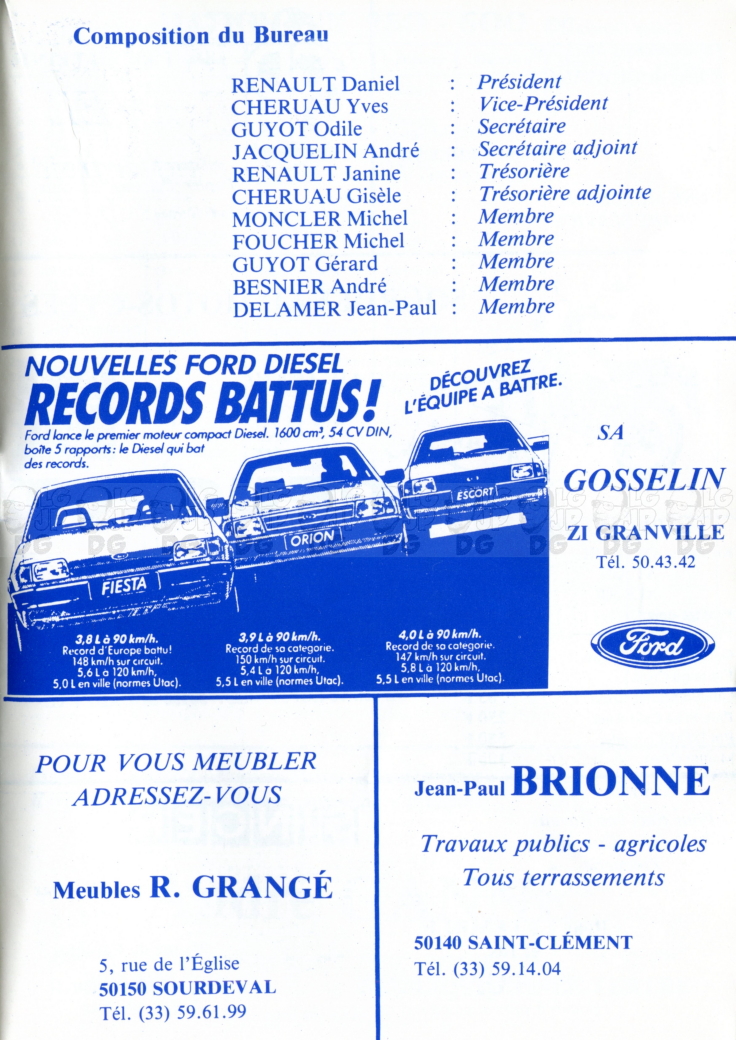 Composition du Bureau
RENAULT Daniel : Président
CHERUAU Yves : Vice-Président
GUYOT Odile : Secrétaire
JACQUELIN André : Secrétaire adjoint
RENAULT Janine : Trésorière
CHERUAU Gisèle : Trésorière adjointe
MONCLER Michel : Membre
FOUCHER Michel : Membre
GUYOT Gérard : Membre
BESNIER André : Membre
DELAMER Jean-Paul : Membre
NOUVELLES FORD DIESEL
RECORDS BATTUS!
Ford lance le premier moteur compact Diesel. 1600 cm³, 54 CV DIN,
boîte 5 rapports : le Diesel qui bat
des records.
DÉCOUVREZ
L'ÉQUIPE A BATTRE.
FIESTA
ORION
ESCORT
3,8 L à 90 km/h.
Record d'Europe battu!
148 km/h sur circuit.
5,6 L à 120 km/h,
5,0 L en ville (normes Utac).
3,9 L à 90 km/h.
Record de sa categorie.
150 km/h sur circuit.
5,4 L à 120 km/h,
5,5 L en ville (normes Utac).
4,0 L à 90 km/h.
Record de sa categorie.
147 km/h sur circuit.
5,8 L à 120 km/h,
5,5 L en ville (normes Utac).
SA
GOSSELIN
ZI GRANVILLE
Tél. 50.43.42
Ford
POUR VOUS MEUBLER
ADRESSEZ-VOUS
Meubles R. GRANGÉ
5, rue de l'Église
50150 SOURDEVAL
Tél. (33) 59.61.99
Jean-Paul BRIONNE
Travaux publics - agricoles
Tous terrassements
50140 SAINT-CLÉMENT
Tél. (33) 59.14.04